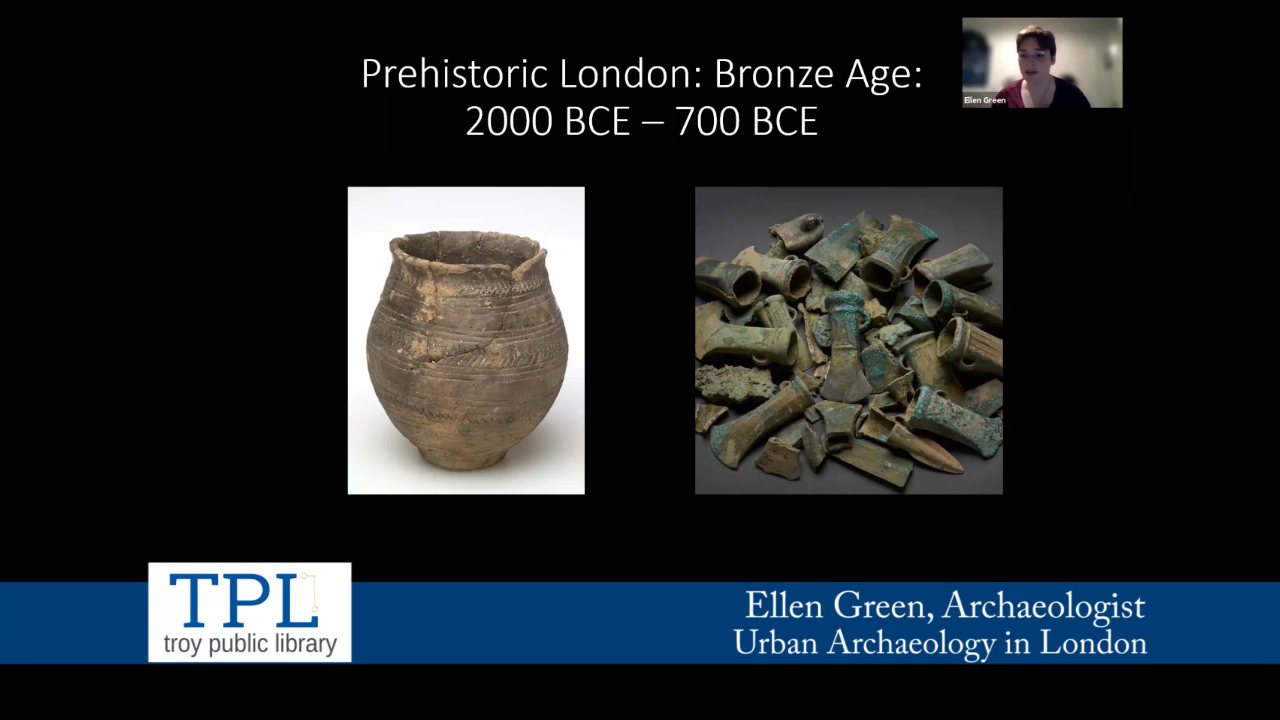 Prehistoric London: Bronze Age:
2000 BCE – 700 BCE
Ellen Green
TPL
troy public library
Ellen Green, Archaeologist
Urban Archaeology in London